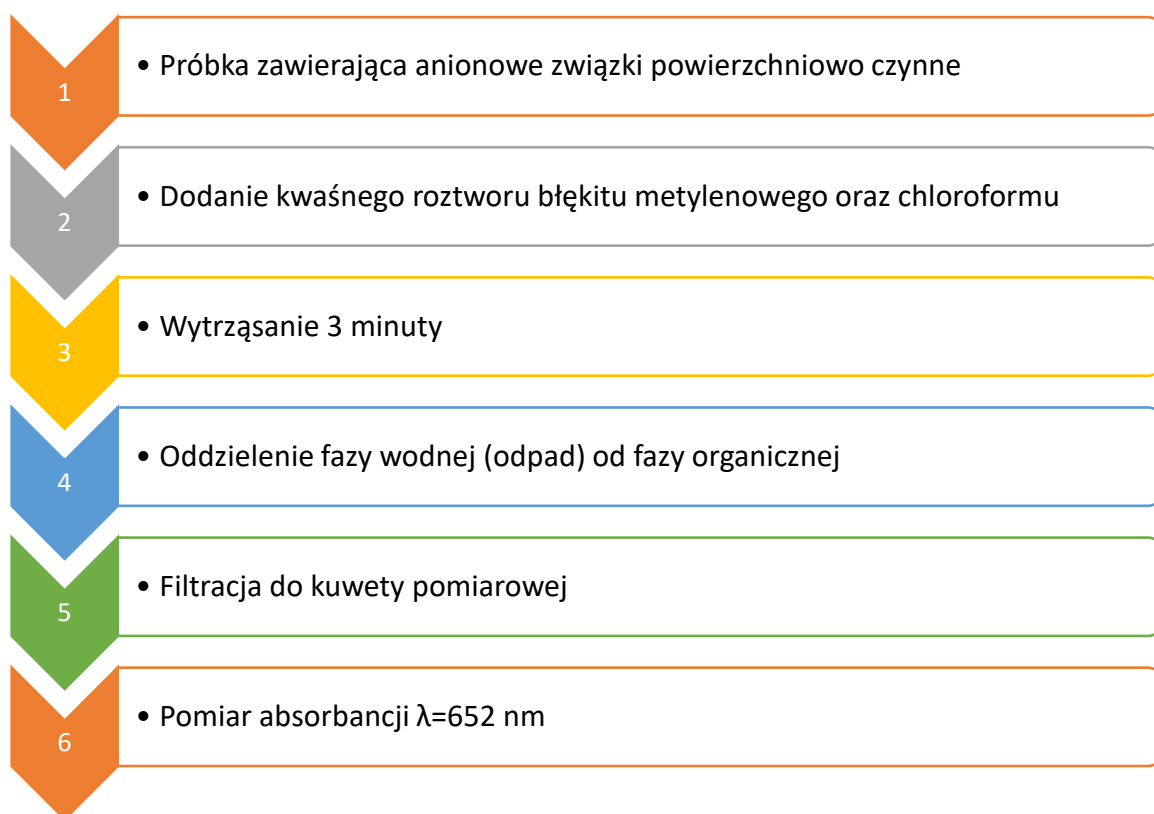 1
• Próbka zawierająca anionowe związki powierzchniowo czynne
2
• Dodanie kwaśnego roztworu błękitu metylenowego oraz chloroformu
3
• Wytrząsanie 3 minuty
4
• Oddzielenie fazy wodnej (odpad) od fazy organicznej
5
• Filtracja do kuwety pomiarowej
6
• Pomiar absorbancji λ=652 nm